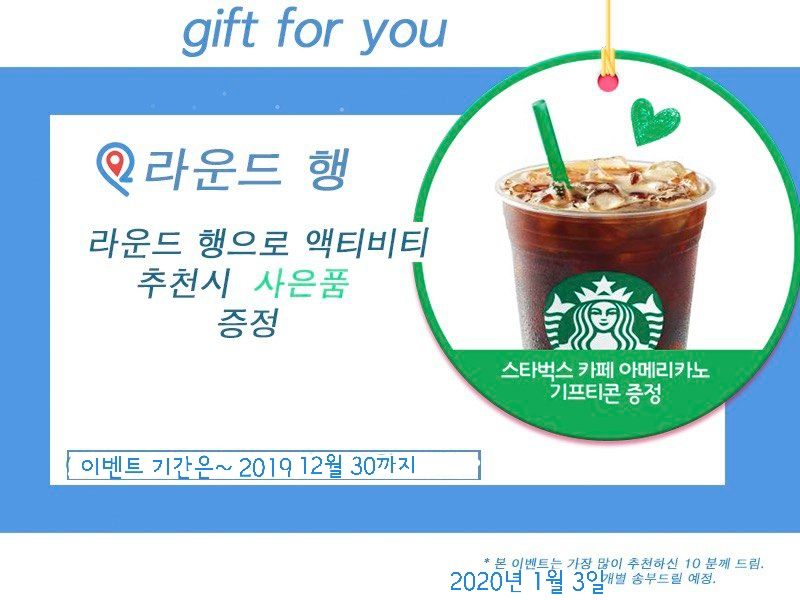 gift for you
라운드 행
라운드 행으로 액티비티
추천시 사은품
증정
스타벅스 카페 아메리카노
기프티콘 증정
이벤트 기간은~ 2019 12월 30까지
* 본 이벤트는 가장 많이 추천하신 10 분께 드림.
2020년 1월 3일 개별 송부드릴 예정.